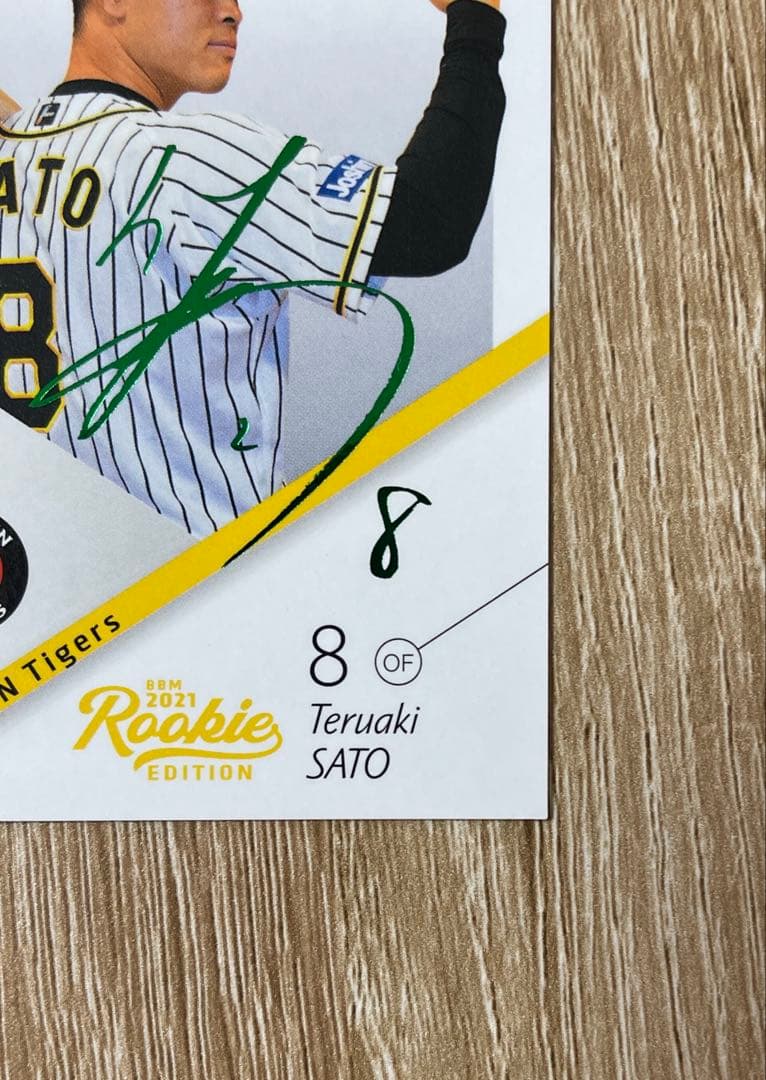 ATO
8
Josh
8
N
S
N Tigers
8 OF
BBM
2021
Rookie
EDITION
Teruaki
SATO